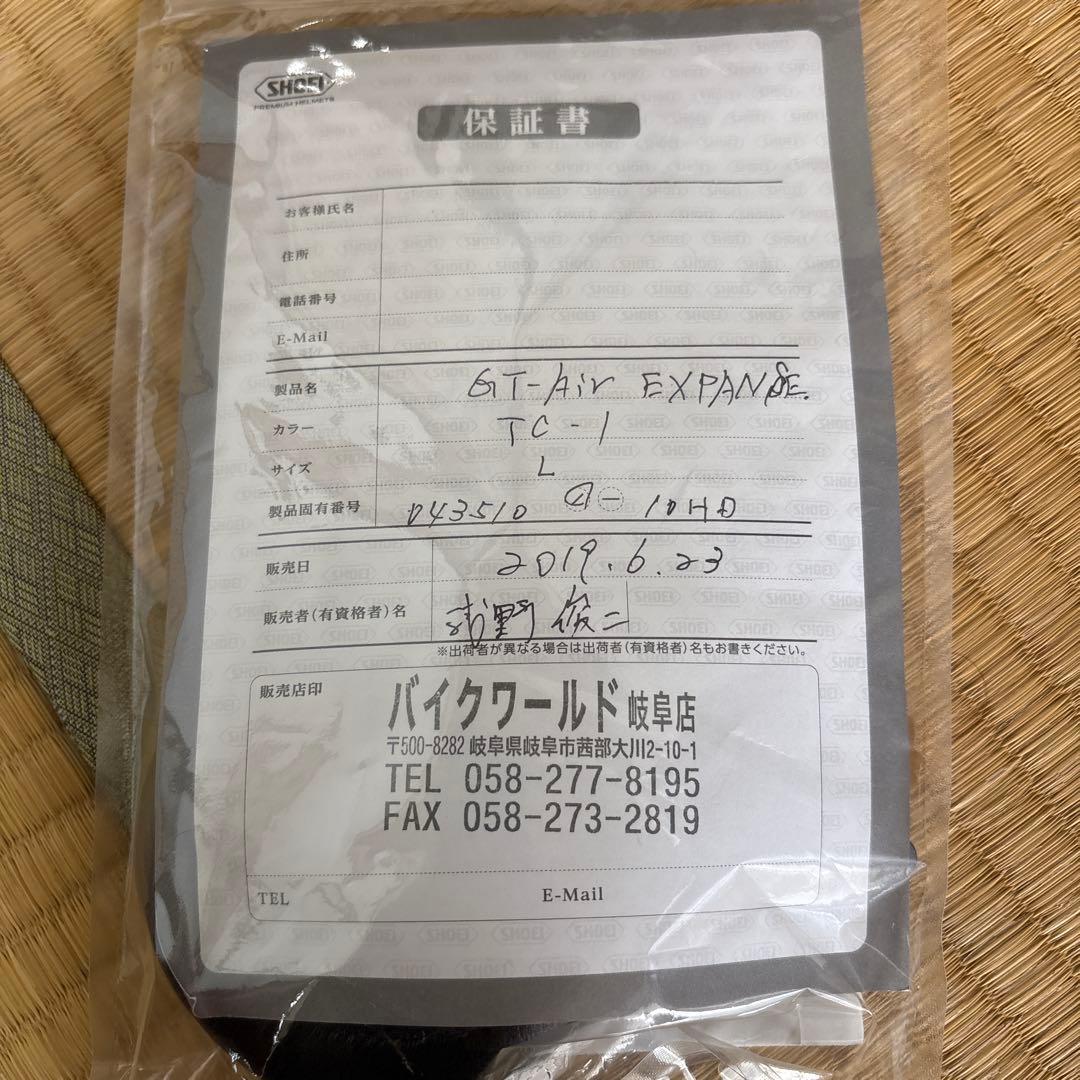 SHOEI
PREMIUM HELMETS
保証書
お客様氏名
住所
電話番号
E-Mail
製品名 GT-Air EXPANSE.
カラー TC-1
サイズ L
製品固有番号 043510 ④㊀ 10HD
販売日 2019.6.23
販売者(有資格者)名 浅野 俊二
※出荷者が異なる場合は出荷者(有資格者)名もお書きください。
販売店印
バイクワールド 岐阜店
〒500-8282 岐阜県岐阜市茜部大川2-10-1
TEL 058-277-8195
FAX 058-273-2819
TEL E-Mail